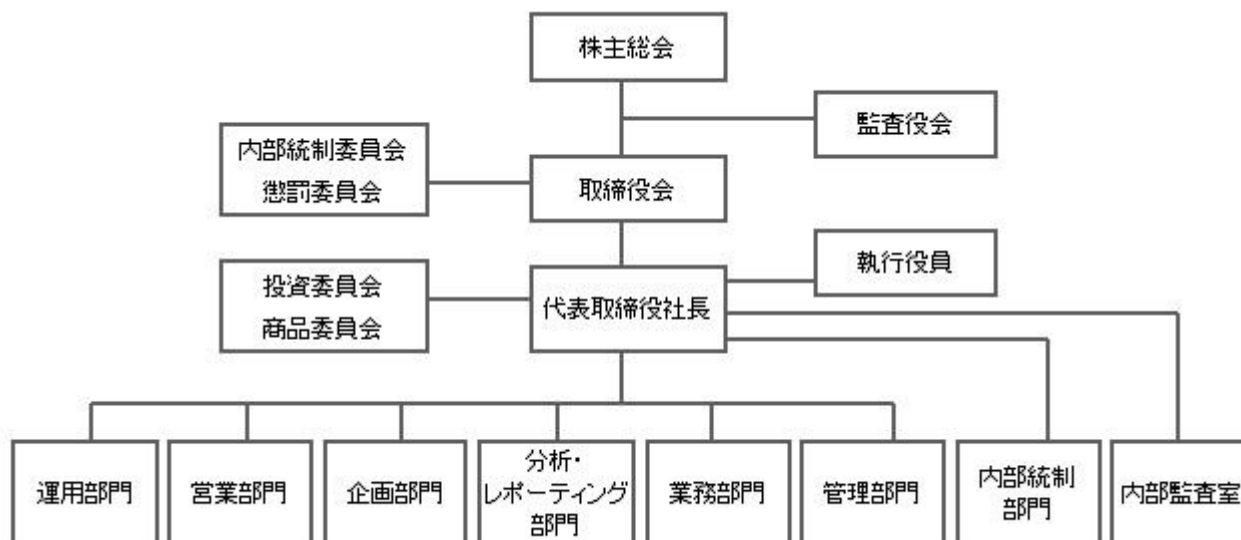 株主総会
監査役会
内部統制委員会
懲罰委員会
取締役会
執行役員
投資委員会
商品委員会
代表取締役社長
運用部門
営業部門
企画部門
分析・
レポーティング
部門
業務部門
管理部門
内部統制
部門
内部監査室